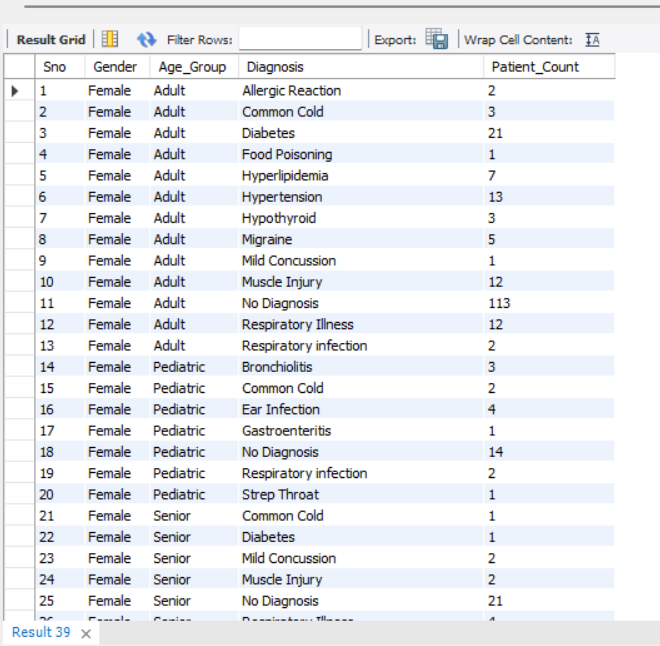 Result Grid Filter Rows: Export: Wrap Cell Content:
Sno Gender Age_Group Diagnosis Patient_Count
1 Female Adult Allergic Reaction 2
2 Female Adult Common Cold 3
3 Female Adult Diabetes 21
4 Female Adult Food Poisoning 1
5 Female Adult Hyperlipidemia 7
6 Female Adult Hypertension 13
7 Female Adult Hypothyroid 3
8 Female Adult Migraine 5
9 Female Adult Mild Concussion 1
10 Female Adult Muscle Injury 12
11 Female Adult No Diagnosis 113
12 Female Adult Respiratory Illness 12
13 Female Adult Respiratory infection 2
14 Female Pediatric Bronchiolitis 3
15 Female Pediatric Common Cold 2
16 Female Pediatric Ear Infection 4
17 Female Pediatric Gastroenteritis 1
18 Female Pediatric No Diagnosis 14
19 Female Pediatric Respiratory infection 2
20 Female Pediatric Strep Throat 1
21 Female Senior Common Cold 1
22 Female Senior Diabetes 1
23 Female Senior Mild Concussion 2
24 Female Senior Muscle Injury 2
25 Female Senior No Diagnosis 21
26 Female Senior Respiratory Illness
Result 39